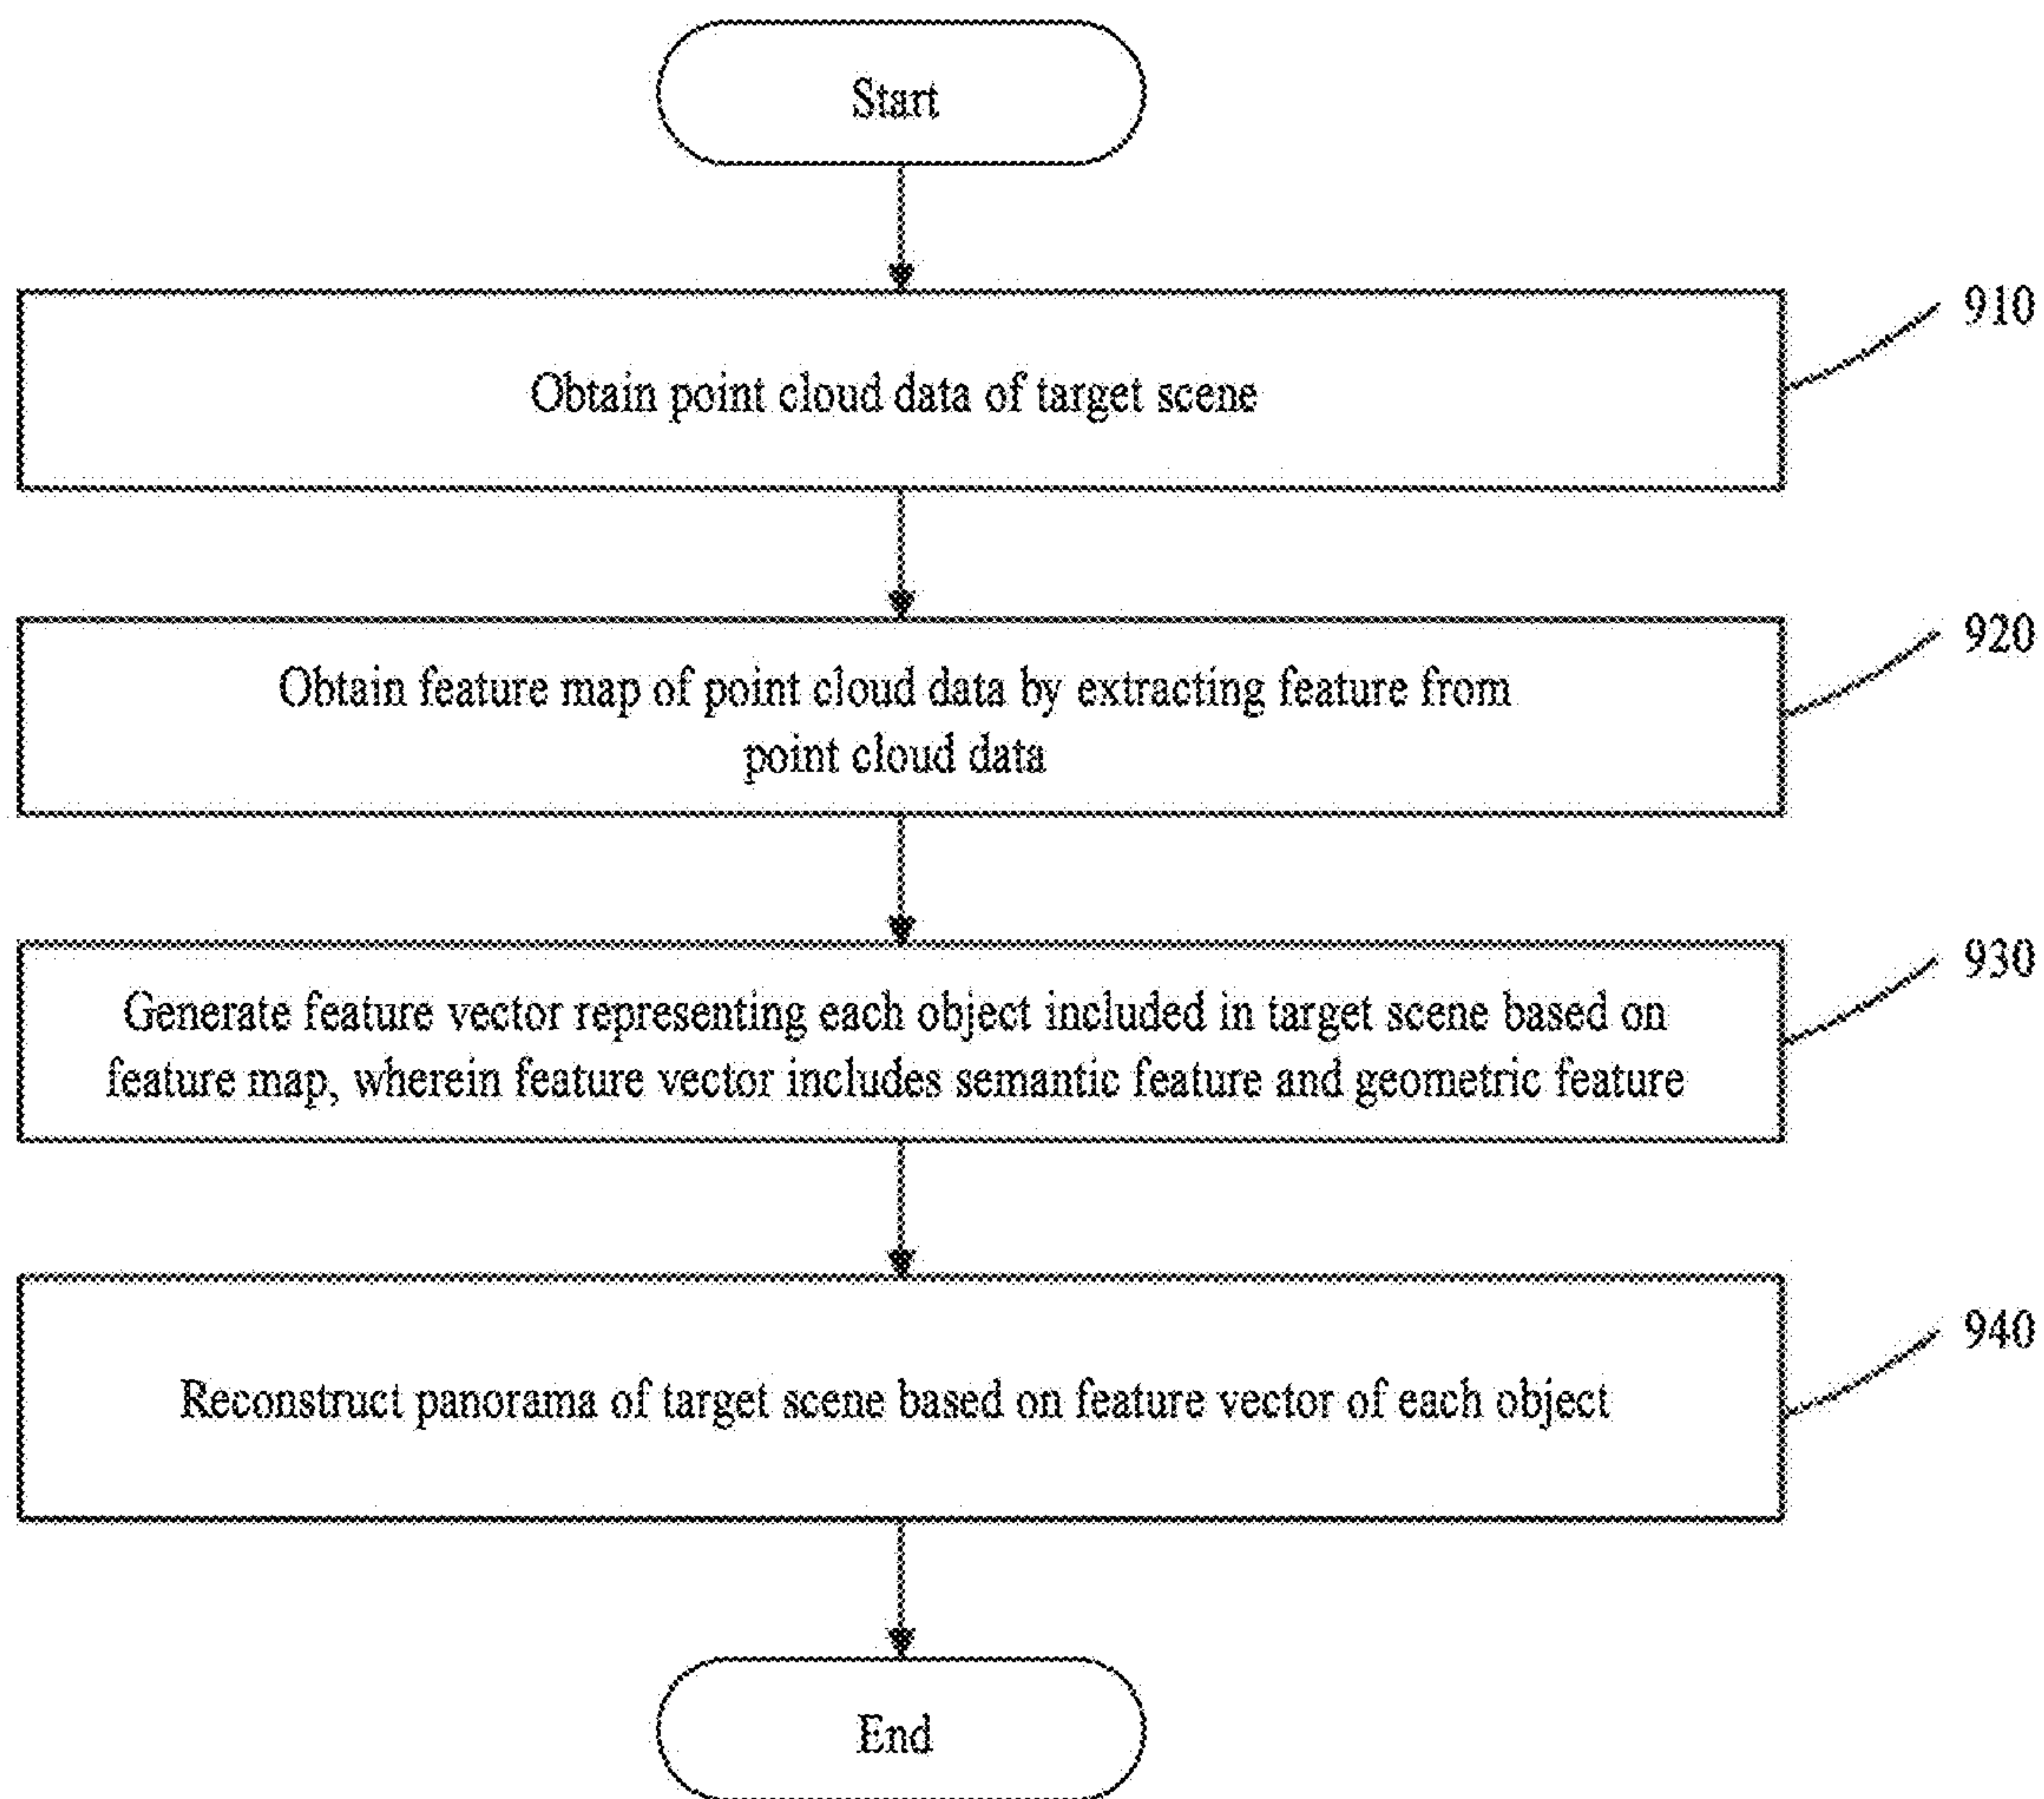 Start
910
Obtain point cloud data of target scene
920
Obtain feature map of point cloud data by extracting feature from
point cloud data
930
Generate feature vector representing each object included in target scene based on
feature map, wherein feature vector includes semantic feature and geometric feature
940
Reconstruct panorama of target scene based on feature vector of each object
End